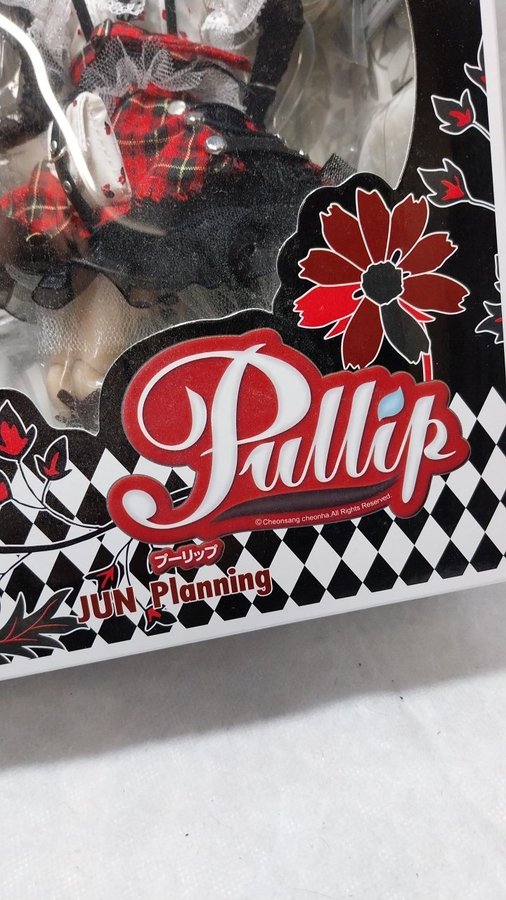 Pullip
© Cheonsang cheonha All Rights Reserved.
プーリップ
JUN Planning